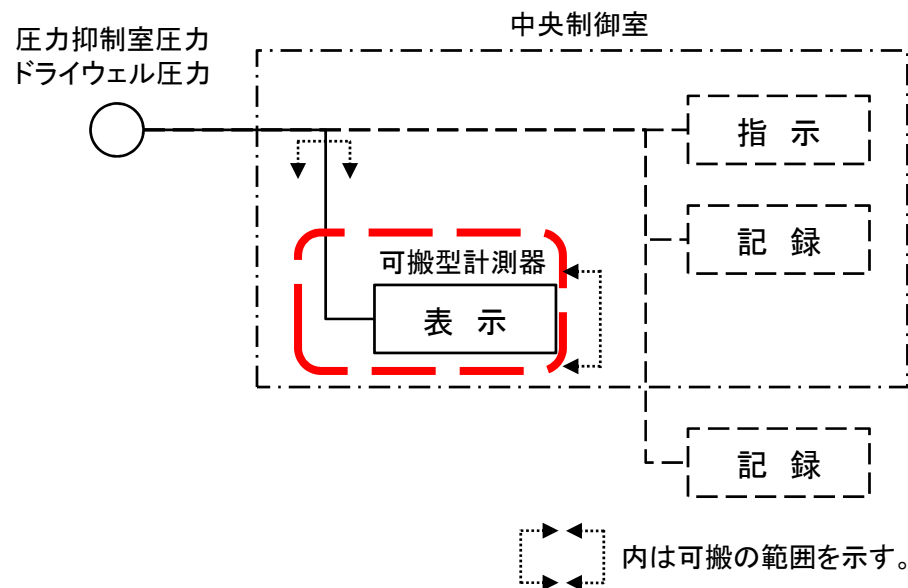 中央制御室
圧力抑制室圧力
ドライウェル圧力
指 示
記 録
可搬型計測器
表 示
記 録
内は可搬の範囲を示す。